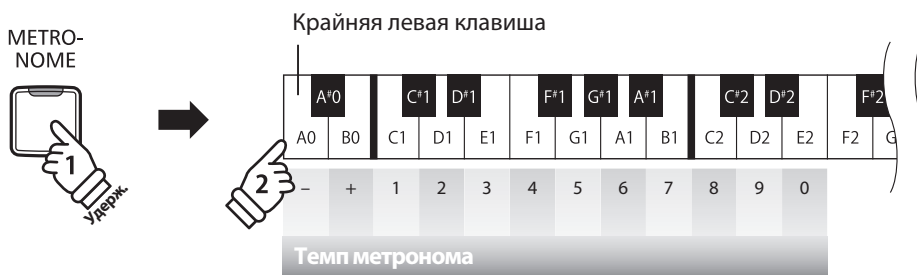 Крайняя левая клавиша
METRO-
NOME
A#0 C#1 D#1 F#1 G#1 A#1 C#2 D#2 F#2
A0 B0 C1 D1 E1 F1 G1 A1 B1 C2 D2 E2 F2 G
1
Удерж.
2
– + 1 2 3 4 5 6 7 8 9 0
Темп метронома